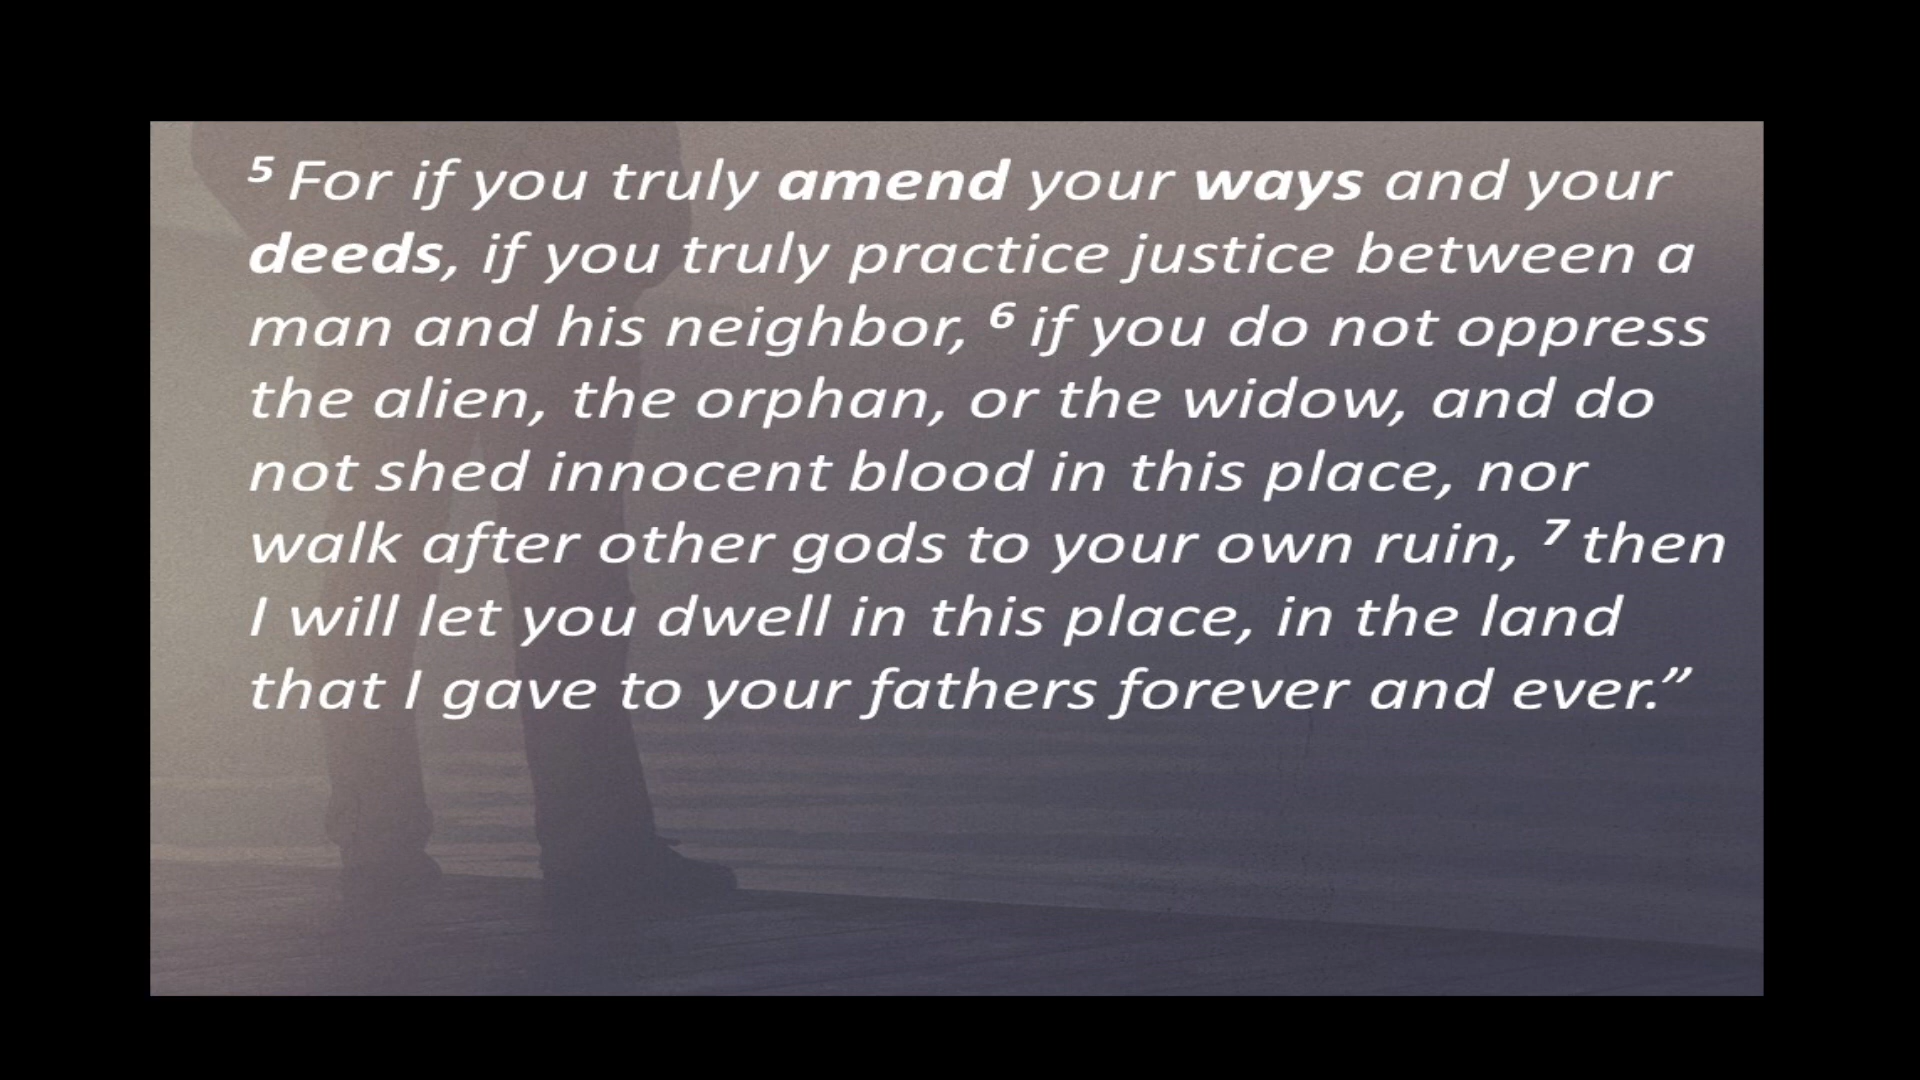 ⁵ For if you truly amend your ways and your
deeds, if you truly practice justice between a
man and his neighbor, ⁶ if you do not oppress
the alien, the orphan, or the widow, and do
not shed innocent blood in this place, nor
walk after other gods to your own ruin, ⁷ then
I will let you dwell in this place, in the land
that I gave to your fathers forever and ever.”